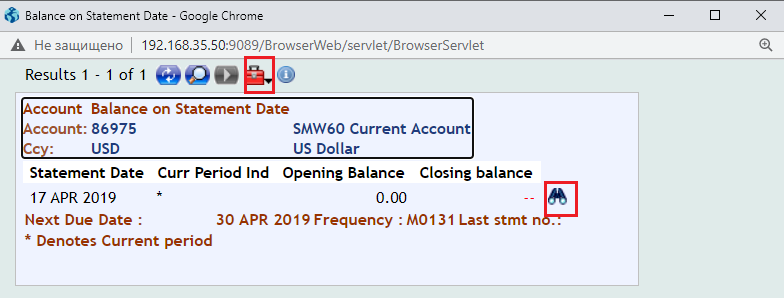 Balance on Statement Date - Google Chrome
Не защищено 192.168.35.50:9089/BrowserWeb/servlet/BrowserServlet
Results 1 - 1 of 1
Account Balance on Statement Date
Account: 86975 SMW60 Current Account
Ccy: USD US Dollar
Statement Date Curr Period Ind Opening Balance Closing balance
17 APR 2019 * 0.00 --
Next Due Date : 30 APR 2019 Frequency : M0131 Last stmt no.:
* Denotes Current period